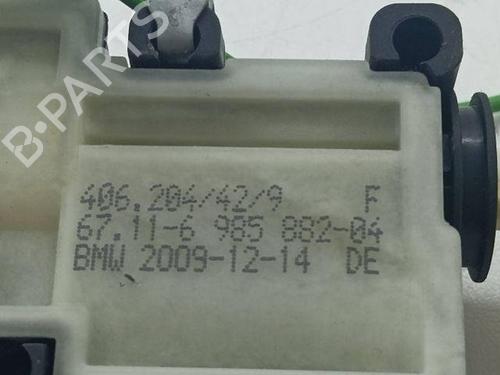 B-PARTS
406.204/42/9 F
67.11-6 985 882-04
BMW 2009-12-14 DE